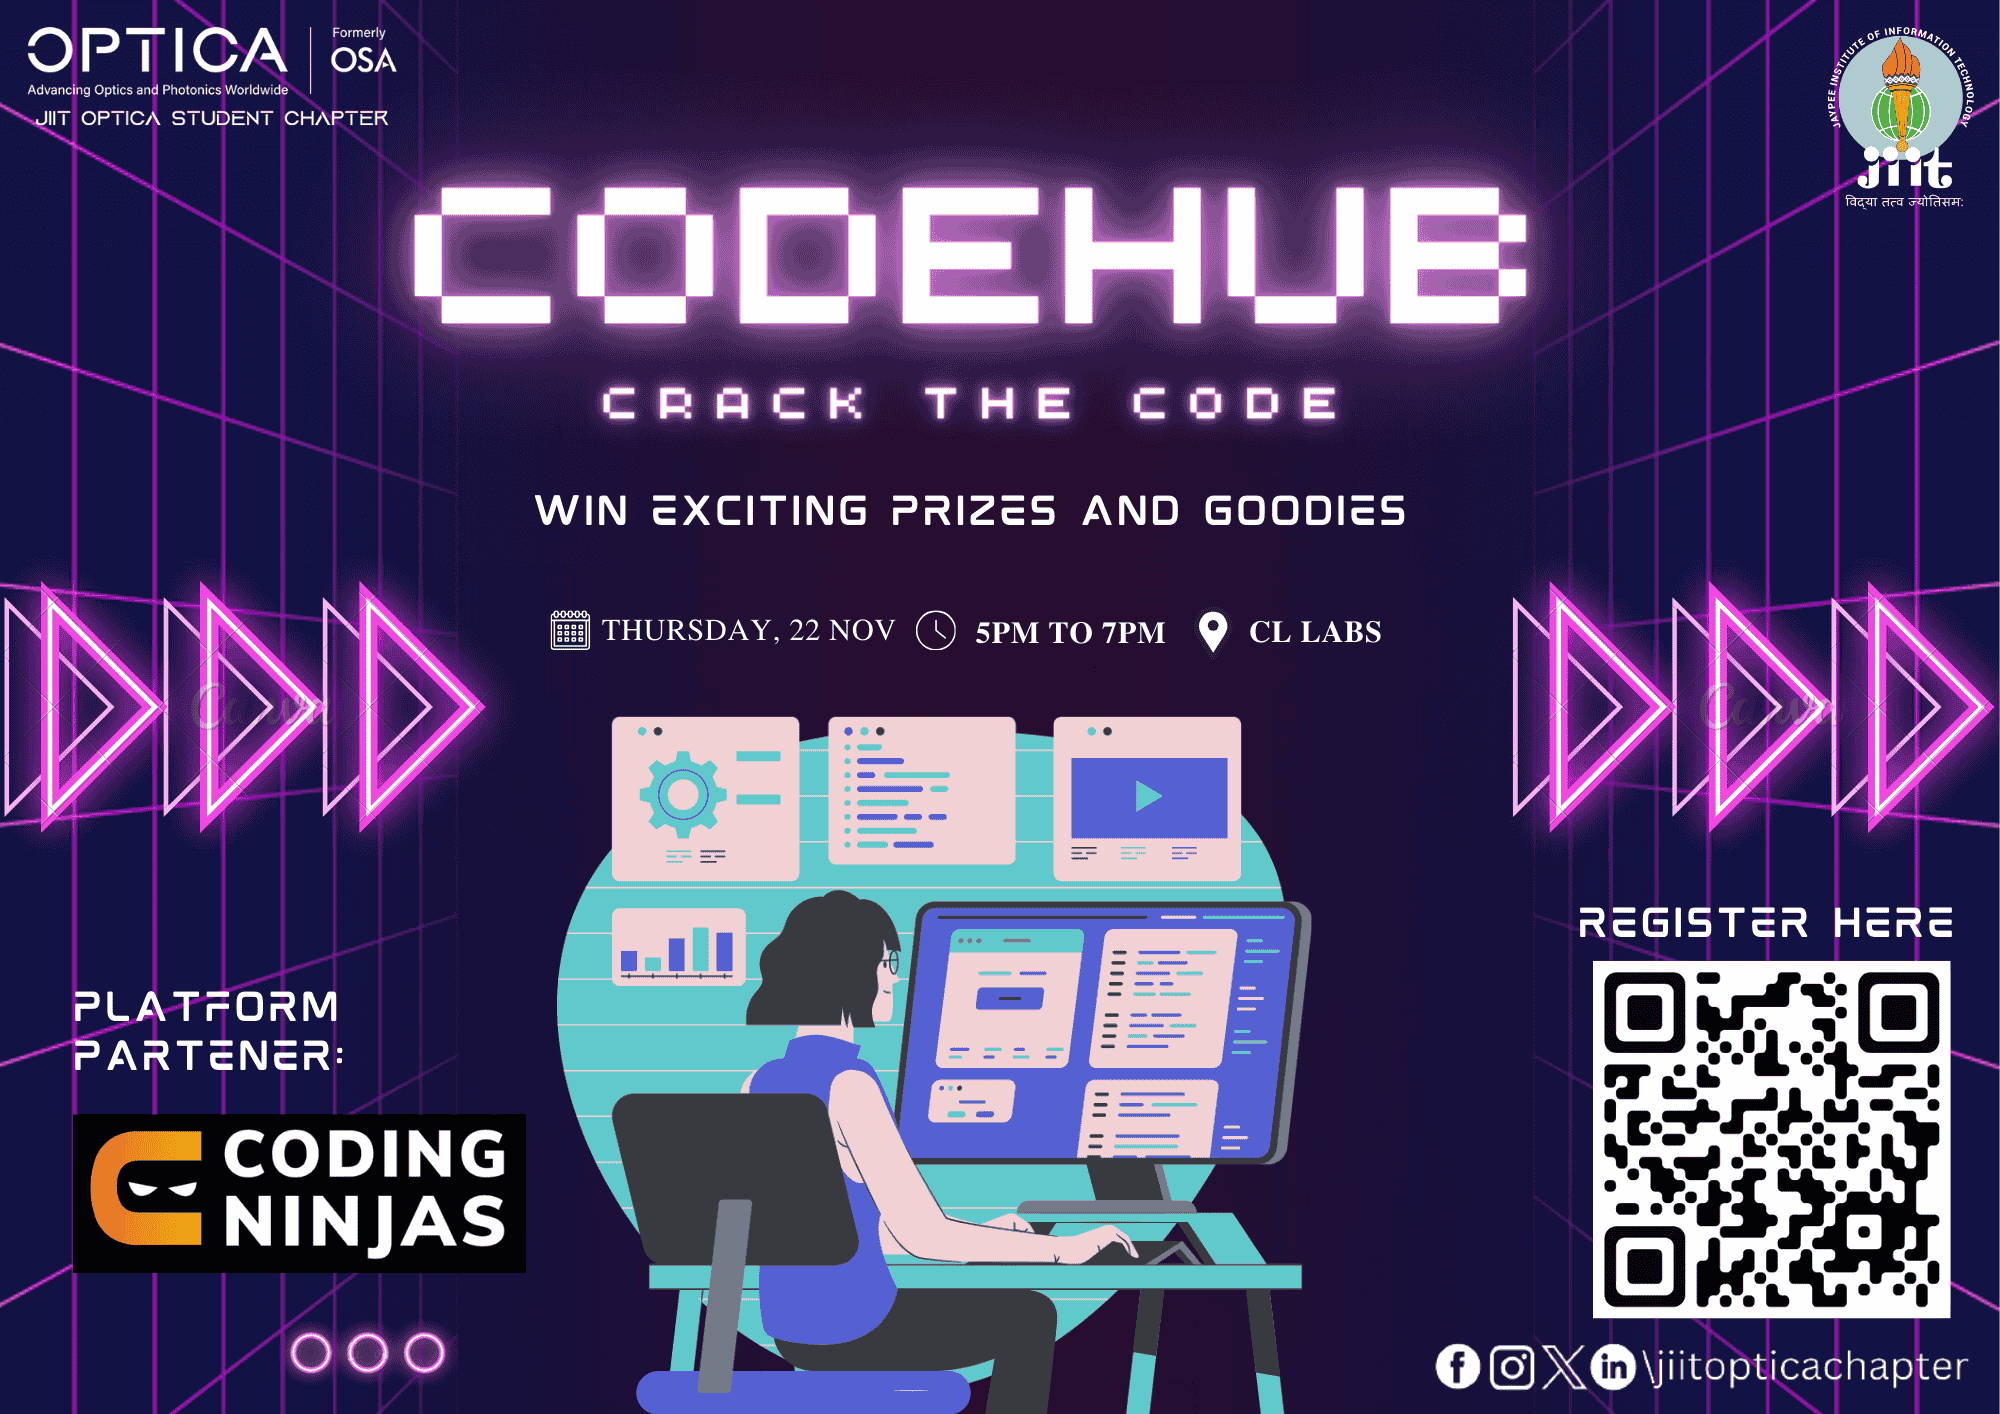 OPTICA
Formerly
OSA
Advancing Optics and Photonics Worldwide
JIIT OPTICA STUDENT CHAPTER
JAYPEE INSTITUTE OF INFORMATION TECHNOLOGY
jiit
विद्या तत्व ज्योतिसम:
CODEHUB
CRACK THE CODE
WIN EXCITING PRIZES AND GOODIES
THURSDAY, 22 NOV
5PM TO 7PM
CL LABS
Canva
Canva
REGISTER HERE
PLATFORM
PARTENER:
CODING
NINJAS
\jiitopticachapter